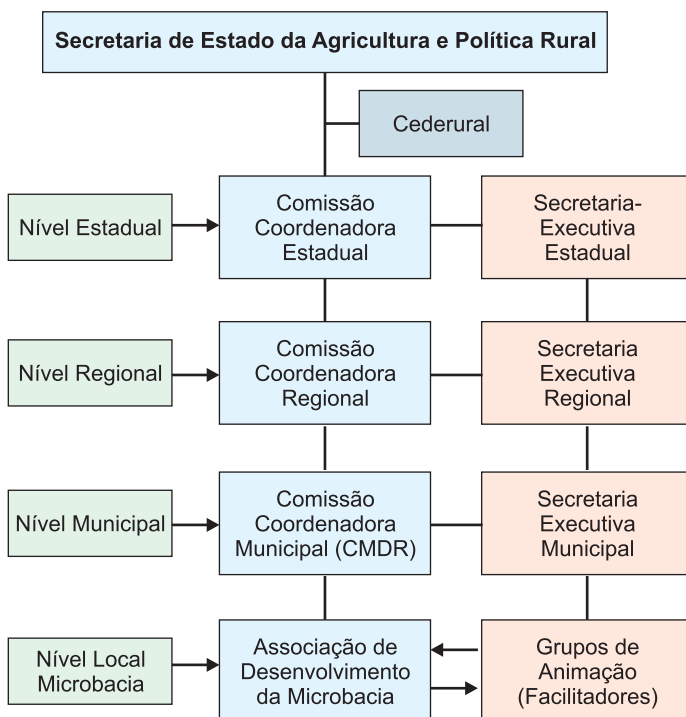 Secretaria de Estado da Agricultura e Política Rural
Cederural
Nível Estadual
Comissão
Coordenadora
Estadual
Secretaria-
Executiva
Estadual
Nível Regional
Comissão
Coordenadora
Regional
Secretaria
Executiva
Regional
Nível Municipal
Comissão
Coordenadora
Municipal (CMDR)
Secretaria
Executiva
Municipal
Nível Local
Microbacia
Associação de
Desenvolvimento
da Microbacia
Grupos de
Animação
(Facilitadores)